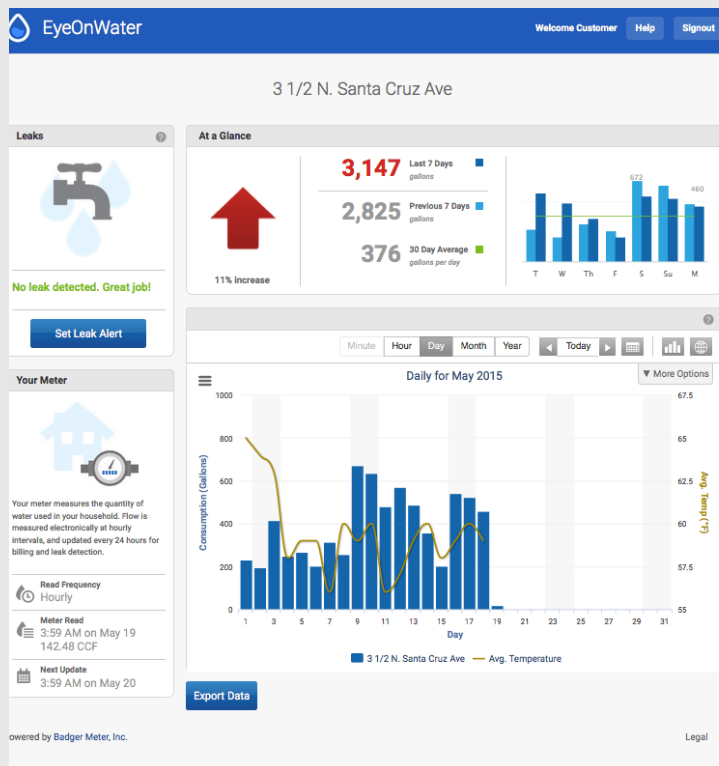 EyeOnWater
Welcome Customer
Help
Signout
3 1/2 N. Santa Cruz Ave
Leaks
?
No leak detected. Great job!
Set Leak Alert
At a Glance
11% increase
3,147 Last 7 Days
gallons
2,825 Previous 7 Days
gallons
376 30 Day Average
gallons per day
672
460
T W Th F S Su M
Your Meter
Your meter measures the quantity of
water used in your household. Flow is
measured electronically at hourly
intervals, and updated every 24 hours for
billing and leak detection.
Read Frequency
Hourly
Meter Read
3:59 AM on May 19
142.48 CCF
Next Update
3:59 AM on May 20
?
Minute Hour Day Month Year
Today
▼ More Options
Daily for May 2015
Consumption (Gallons)
1000
800
600
400
200
0
67.5
65
62.5
60
57.5
55
Avg. Temp (°F)
1 3 5 7 9 11 13 15 17 19 21 23 25 27 29 31
Day
3 1/2 N. Santa Cruz Ave
Avg. Temperature
Export Data
owered by Badger Meter, Inc.
Legal